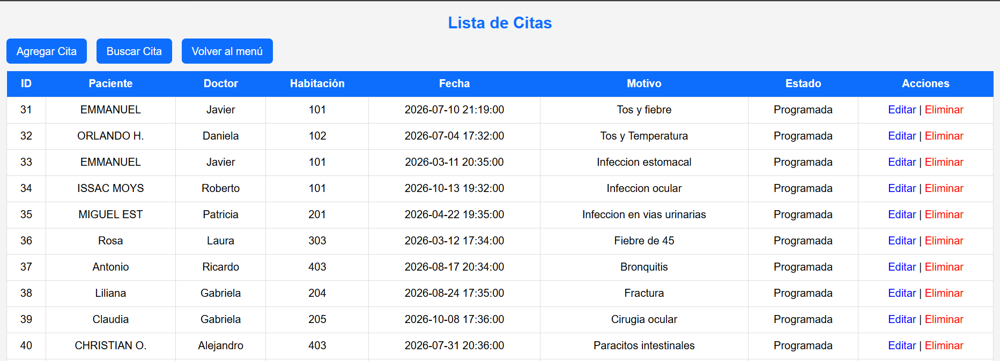 Lista de Citas
Agregar Cita Buscar Cita Volver al menú
ID Paciente Doctor Habitación Fecha Motivo Estado Acciones
31 EMMANUEL Javier 101 2026-07-10 21:19:00 Tos y fiebre Programada Editar | Eliminar
32 ORLANDO H. Daniela 102 2026-07-04 17:32:00 Tos y Temperatura Programada Editar | Eliminar
33 EMMANUEL Javier 101 2026-03-11 20:35:00 Infeccion estomacal Programada Editar | Eliminar
34 ISSAC MOYS Roberto 101 2026-10-13 19:32:00 Infeccion ocular Programada Editar | Eliminar
35 MIGUEL EST Patricia 201 2026-04-22 19:35:00 Infeccion en vias urinarias Programada Editar | Eliminar
36 Rosa Laura 303 2026-03-12 17:34:00 Fiebre de 45 Programada Editar | Eliminar
37 Antonio Ricardo 403 2026-08-17 20:34:00 Bronquitis Programada Editar | Eliminar
38 Liliana Gabriela 204 2026-08-24 17:35:00 Fractura Programada Editar | Eliminar
39 Claudia Gabriela 205 2026-10-08 17:36:00 Cirugia ocular Programada Editar | Eliminar
40 CHRISTIAN O. Alejandro 403 2026-07-31 20:36:00 Paracitos intestinales Programada Editar | Eliminar